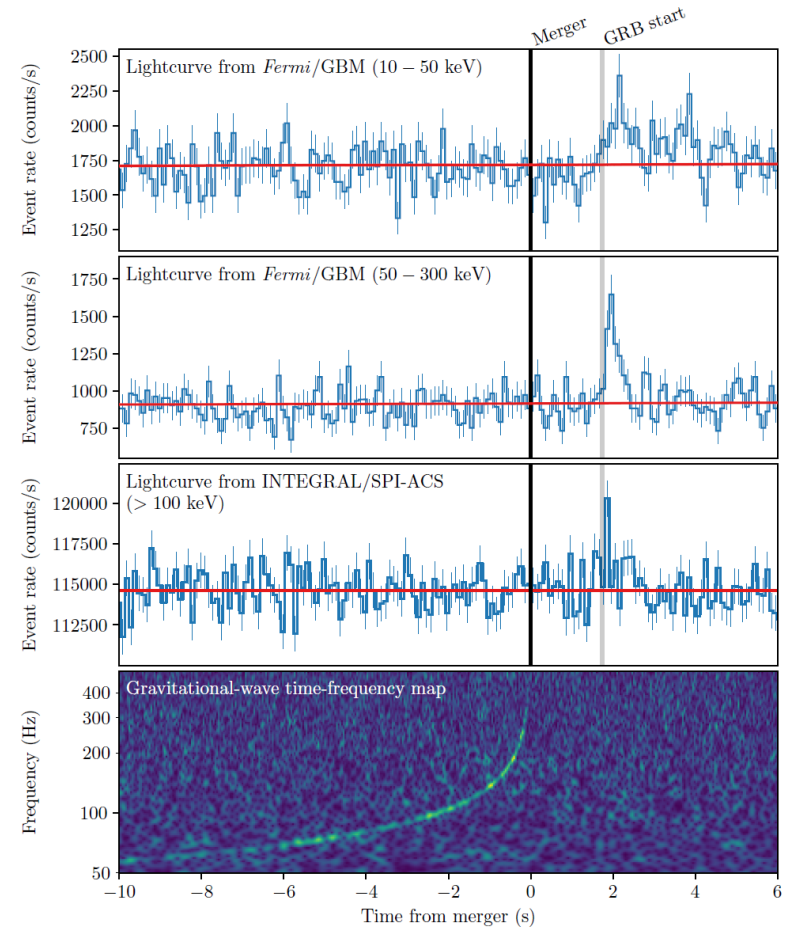 Merger
GRB start
Lightcurve from Fermi/GBM (10 − 50 keV)
Event rate (counts/s)
2500
2250
2000
1750
1500
1250
Lightcurve from Fermi/GBM (50 − 300 keV)
Event rate (counts/s)
1750
1500
1250
1000
750
Lightcurve from INTEGRAL/SPI-ACS
(> 100 keV)
Event rate (counts/s)
120000
117500
115000
112500
Gravitational-wave time-frequency map
Frequency (Hz)
400
300
200
100
50
−10 −8 −6 −4 −2 0 2 4 6
Time from merger (s)